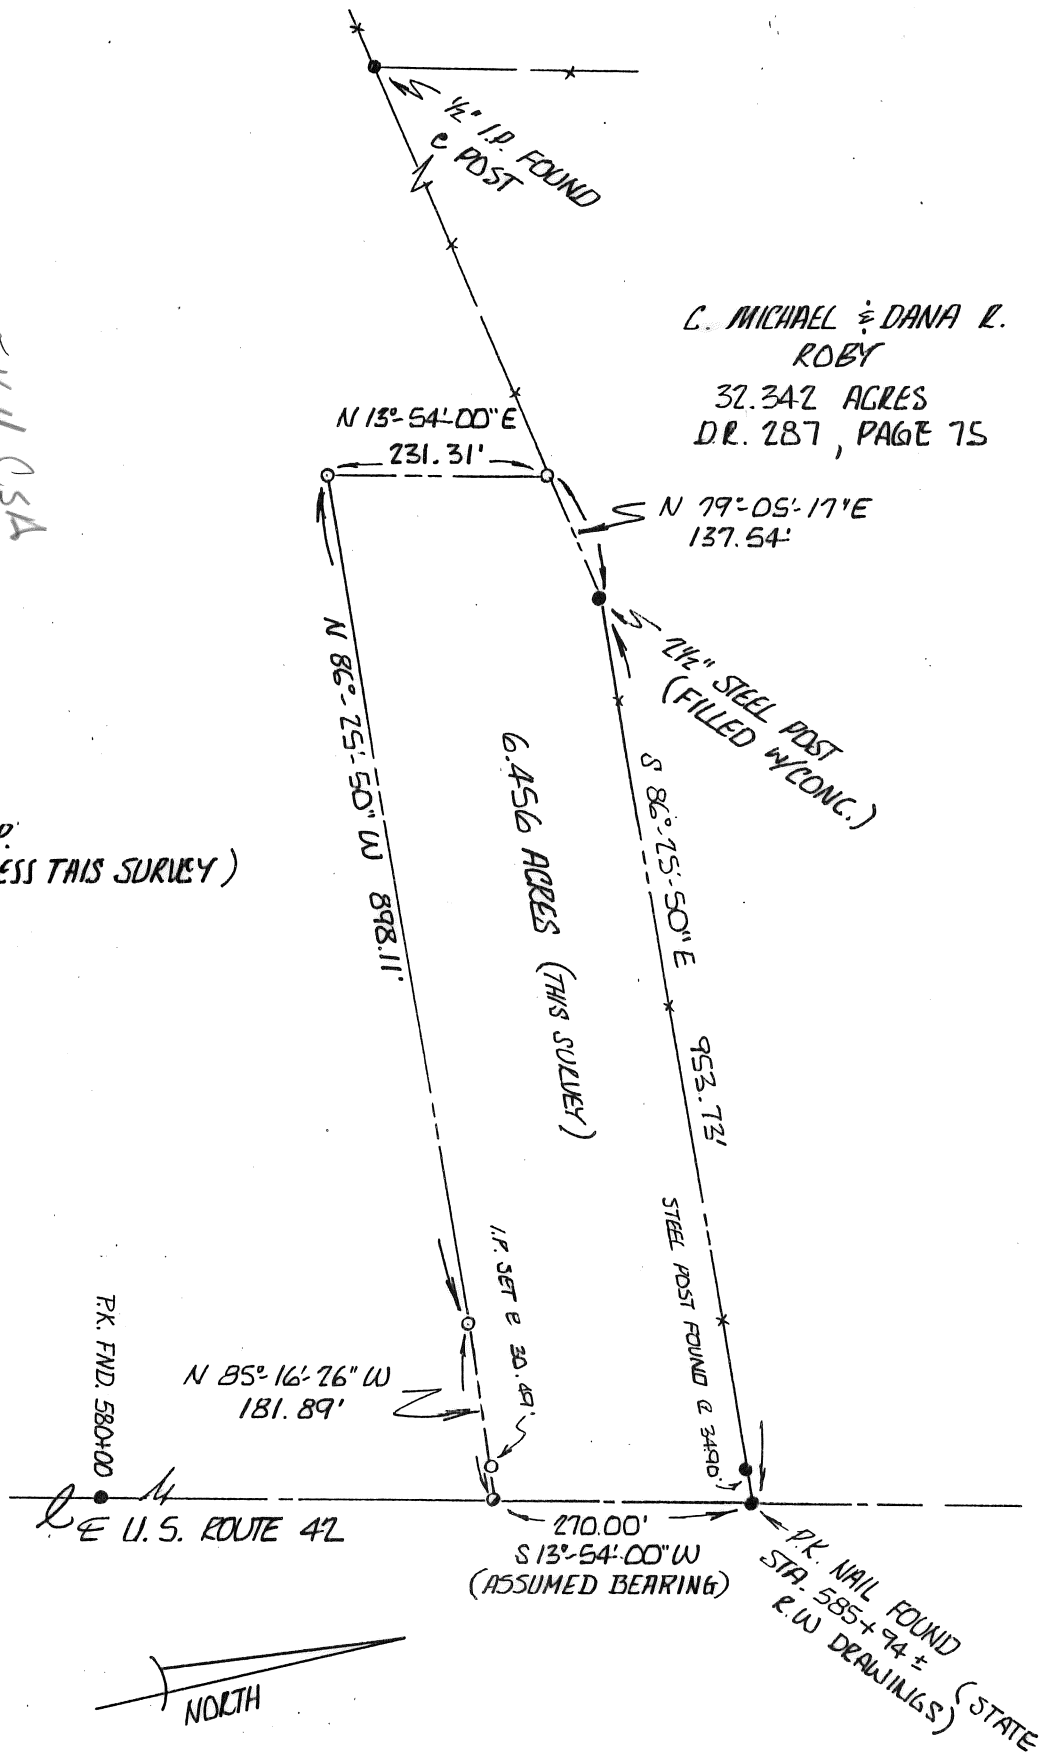 ½" I.P. FOUND
@ POST
C. MICHAEL & DANA R.
ROBY
32.342 ACRES
D.R. 287, PAGE 75
N 13°-54'-00" E
231.31'
N 79°-05'-17" E
137.54'
2½" STEEL POST
(FILLED W/CONC.)
N 86°-25'-50" W 898.11'
6.456 ACRES (THIS SURVEY)
S 86°-25'-50" E 953.73'
ESS THIS SURVEY)
STEEL POST FOUND @ 34.90'
I.P. SET @ 30.49'
N 85°-16'-26" W
181.89'
P.K. FND. 580+00
℄ U.S. ROUTE 42
270.00'
S 13°-54'-00" W
(ASSUMED BEARING)
P.K. NAIL FOUND
STA. 585+94± (STATE
R.W DRAWINGS)
NORTH